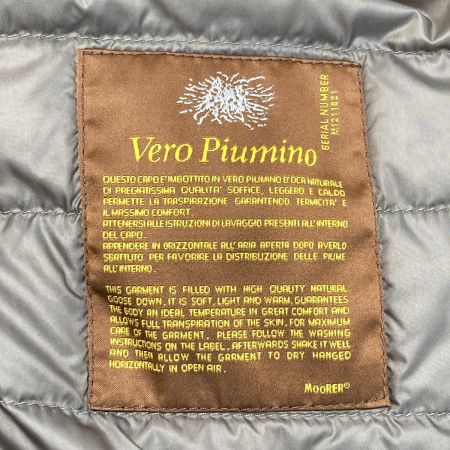 Vero Piumino
SERIAL NUMBER
M1211821
QUESTO CAPO E'IMBOTTITO IN VERO PIUMINO D'OCA NATURALE
DI PREGIATISSIMA QUALITA' SOFFICE, LEGGERO E CALDO
PERMETTE LA TRASPIRAZIONE GARANTENDO TERMICITA' E
IL MASSIMO COMFORT.
ATTENERSI ALLE ISTRUZIONI DI LAVAGGIO PRESENTI ALL'INTERNO
DEL CAPO.
APPENDERE IN ORIZZONTALE ALL'ARIA APERTA DOPO AVERLO
SBATTUTO PER FAVORIRE LA DISTRIBUZIONE DELLE PIUME
ALL'INTERNO.
THIS GARMENT IS FILLED WITH HIGH QUALITY NATURAL
GOOSE DOWN. IT IS SOFT, LIGHT AND WARM, GUARANTEES
THE BODY AN IDEAL TEMPERATURE IN GREAT COMFORT AND
ALLOWS FULL TRANSPIRATION OF THE SKIN. FOR MAXIMUM
CARE OF THE GARMENT, PLEASE FOLLOW THE WASHING
INSTRUCTIONS ON THE LABEL. AFTERWARDS SHAKE IT WELL
AND THEN ALLOW THE GARMENT TO DRY HANGED
HORIZONTALLY IN OPEN AIR.
MOORER®